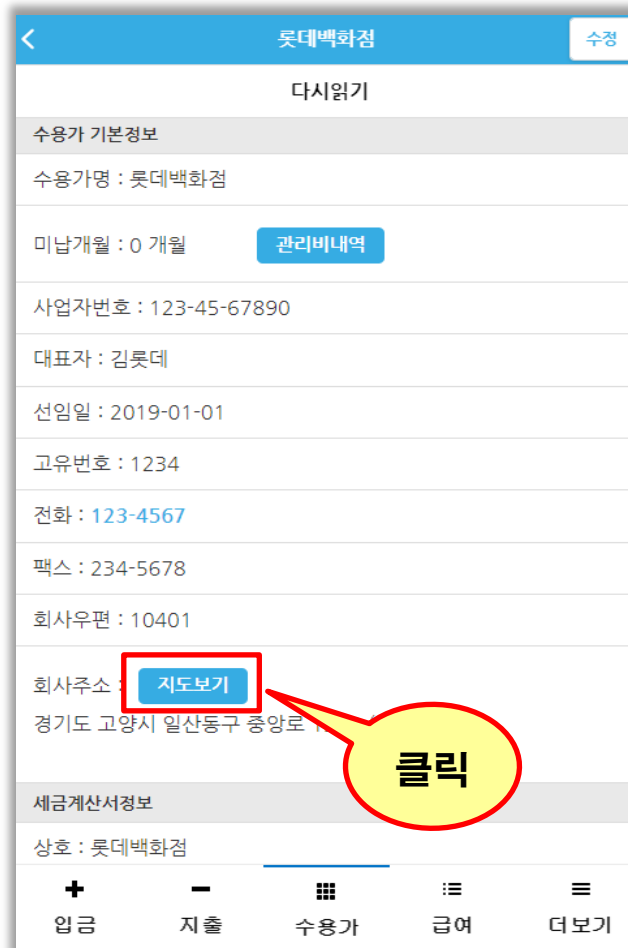 롯데백화점
수정
다시읽기
수용가 기본정보
수용가명 : 롯데백화점
미납개월 : 0 개월
관리비내역
사업자번호 : 123-45-67890
대표자 : 김롯데
선임일 : 2019-01-01
고유번호 : 1234
전화 : 123-4567
팩스 : 234-5678
회사우편 : 10401
회사주소 :
지도보기
경기도 고양시 일산동구 중앙로
클릭
세금계산서정보
상호 : 롯데백화점
입금
지출
수용가
급여
더보기